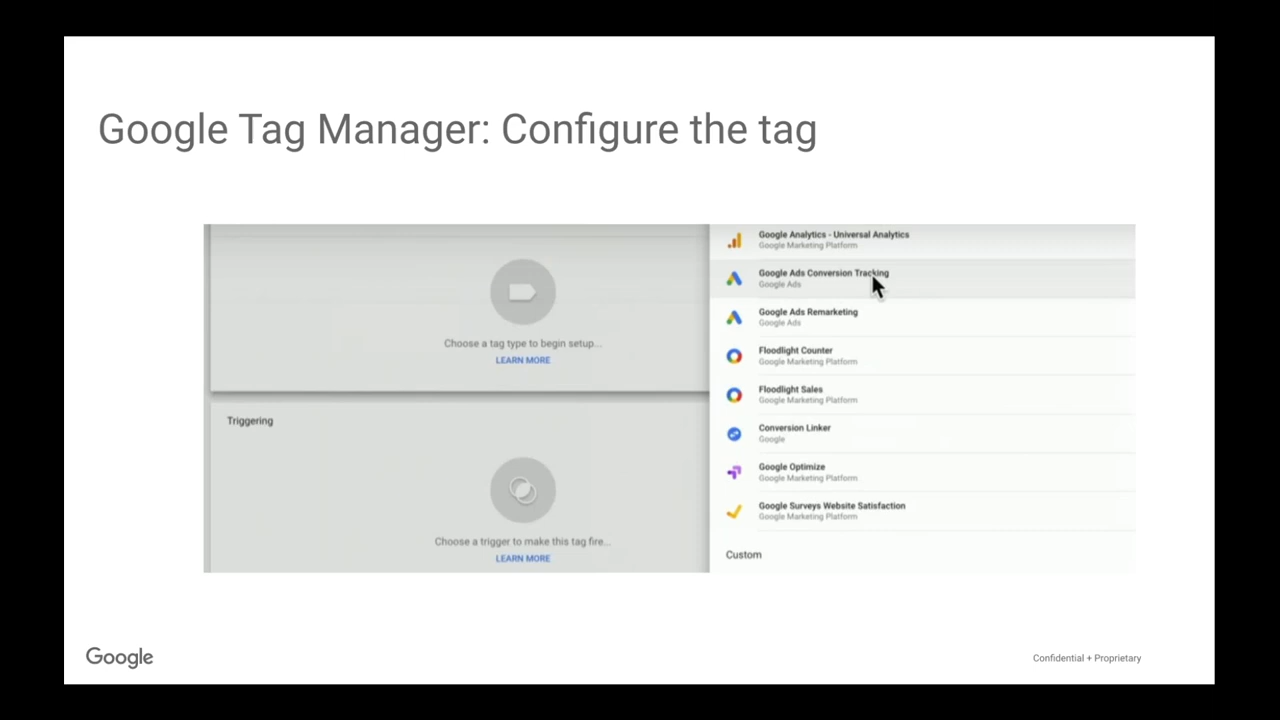 Google Tag Manager: Configure the tag
Choose a tag type to begin setup...
LEARN MORE
Triggering
Choose a trigger to make this tag fire...
LEARN MORE
Google Analytics - Universal Analytics
Google Marketing Platform
Google Ads Conversion Tracking
Google Ads
Google Ads Remarketing
Google Ads
Floodlight Counter
Google Marketing Platform
Floodlight Sales
Google Marketing Platform
Conversion Linker
Google
Google Optimize
Google Marketing Platform
Google Surveys Website Satisfaction
Google Marketing Platform
Custom
Google
Confidential + Proprietary